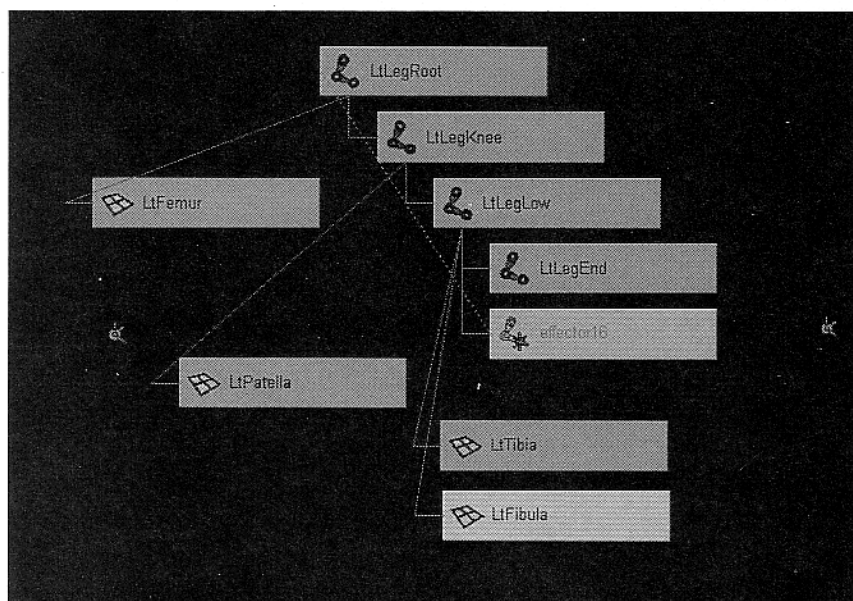 LtLegRoot
LtLegKnee
LtFemur
LtLegLow
LtLegEnd
effector16
LtPatella
LtTibia
LtFibula